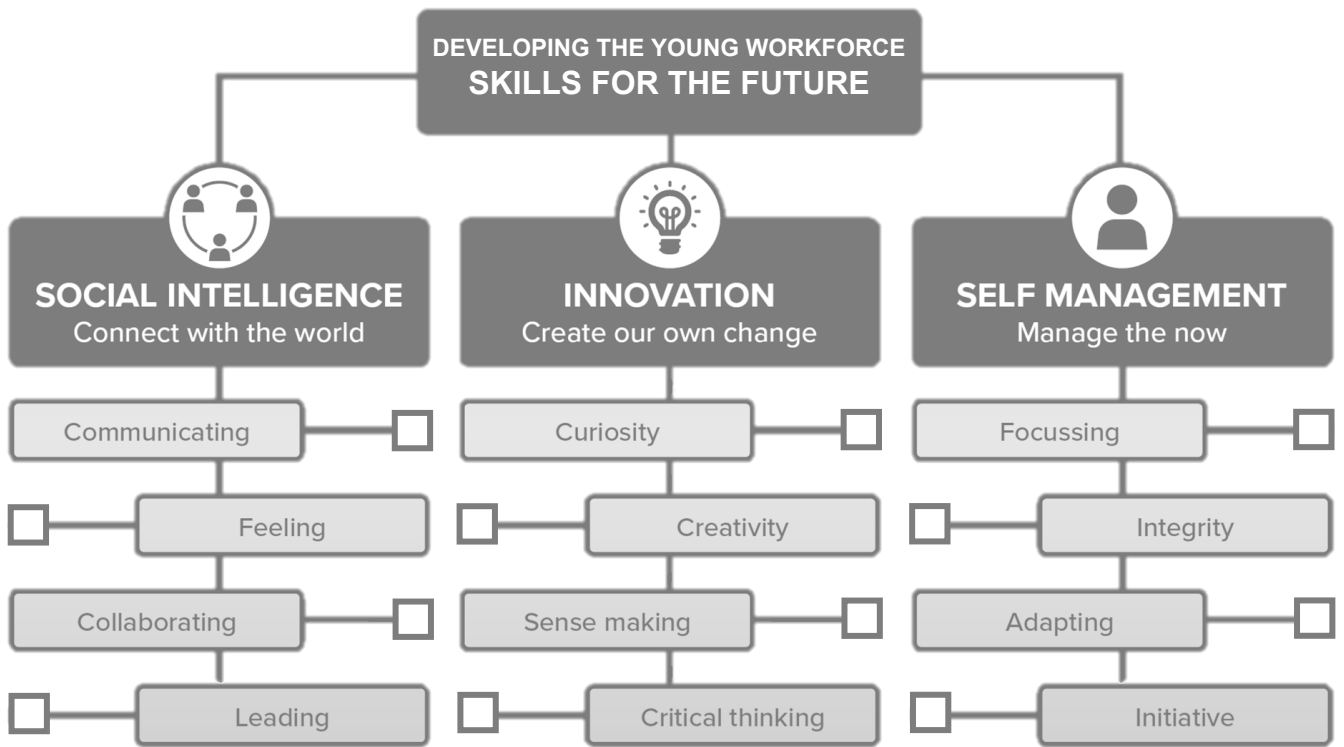 DEVELOPING THE YOUNG WORKFORCE
SKILLS FOR THE FUTURE
SOCIAL INTELLIGENCE
Connect with the world
Communicating
Feeling
Collaborating
Leading
INNOVATION
Create our own change
Curiosity
Creativity
Sense making
Critical thinking
SELF MANAGEMENT
Manage the now
Focussing
Integrity
Adapting
Initiative